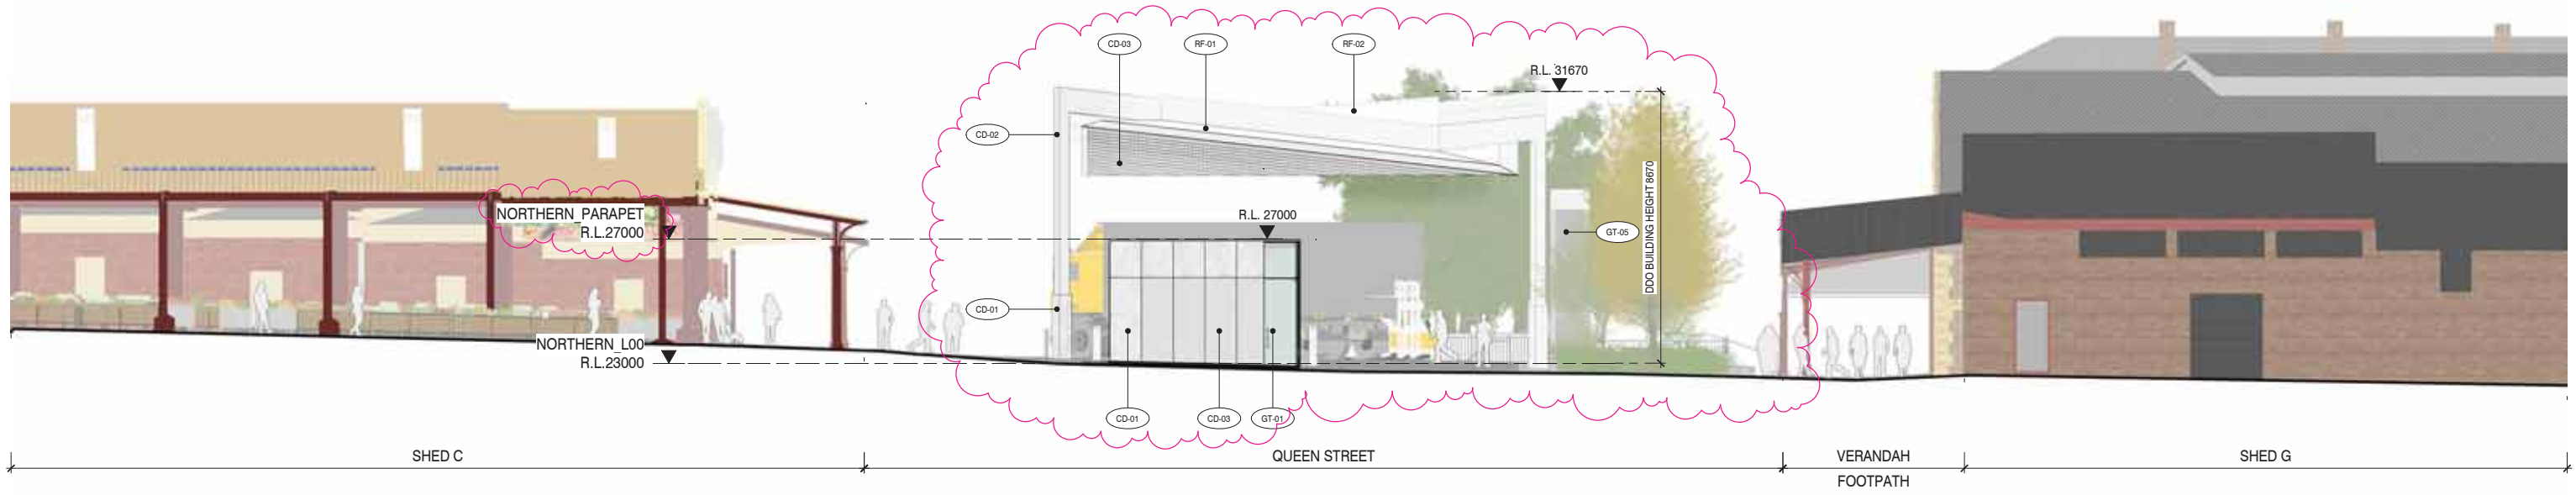 CD-03
RF-01
RF-02
R.L. 31670
CD-02
DDO BUILDING HEIGHT 8670
NORTHERN_PARAPET
R.L.27000
R.L. 27000
GT-05
CD-01
NORTHERN_L00
R.L.23000
CD-01
CD-03
GT-01
SHED C
QUEEN STREET
VERANDAH
FOOTPATH
SHED G